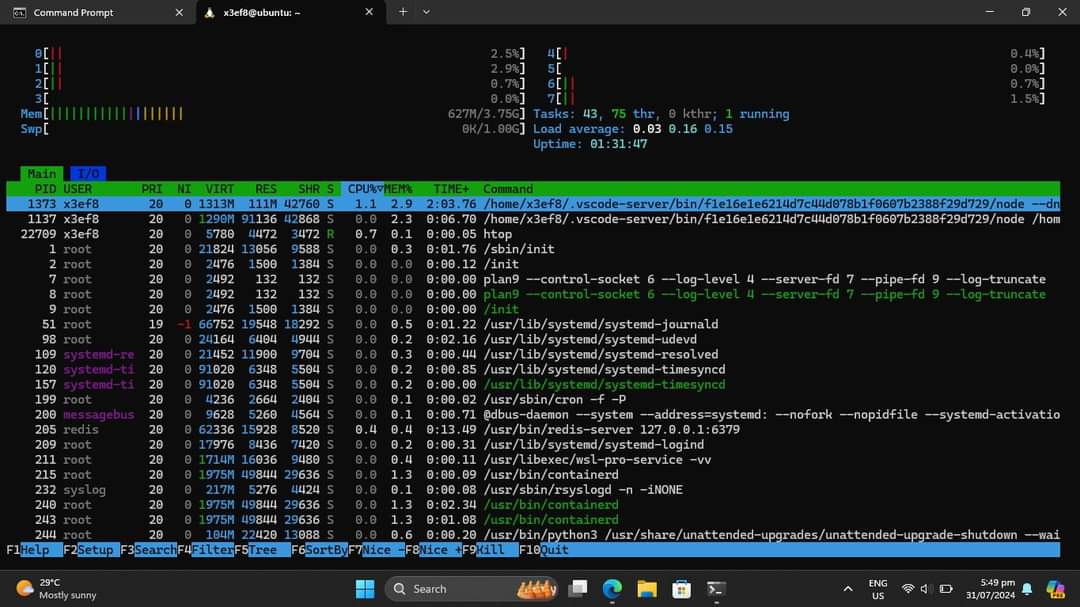 Command Prompt
x3ef8@ubuntu: ~
0[|| 2.5%] 4[| 0.4%]
1[|| 2.9%] 5[ 0.0%]
2[|| 0.7%] 6[|| 0.7%]
3[ 0.0%] 7[|| 1.5%]
Mem[||||||||||||||||||| 627M/3.75G] Tasks: 43, 75 thr, 0 kthr; 1 running
Swp[ 0K/1.00G] Load average: 0.03 0.16 0.15
Uptime: 01:31:47
Main I/O
PID USER PRI NI VIRT RES SHR S CPU%▽MEM% TIME+ Command
1373 x3ef8 20 0 1313M 111M 42760 S 1.1 2.9 2:03.76 /home/x3ef8/.vscode-server/bin/f1e16e1e6214d7c44d078b1f0607b2388f29d729/node --dn
1137 x3ef8 20 0 1290M 91136 42868 S 0.7 2.3 0:06.70 /home/x3ef8/.vscode-server/bin/f1e16e1e6214d7c44d078b1f0607b2388f29d729/node /hom
22709 x3ef8 20 0 5780 4472 3472 R 0.7 0.1 0:00.05 htop
1 root 20 0 21824 13056 9588 S 0.0 0.3 0:01.76 /sbin/init
2 root 20 0 2476 1500 1384 S 0.0 0.0 0:00.12 /init
7 root 20 0 2492 132 132 S 0.0 0.0 0:00.00 plan9 --control-socket 6 --log-level 4 --server-fd 7 --pipe-fd 9 --log-truncate
8 root 20 0 2492 132 132 S 0.0 0.0 0:00.00 plan9 --control-socket 6 --log-level 4 --server-fd 7 --pipe-fd 9 --log-truncate
9 root 20 0 2476 1500 1384 S 0.0 0.0 0:00.00 /init
51 root 19 -1 66752 19548 18292 S 0.0 0.5 0:01.22 /usr/lib/systemd/systemd-journald
98 root 20 0 24164 6404 4944 S 0.0 0.2 0:02.16 /usr/lib/systemd/systemd-udevd
109 systemd-re 20 0 21452 11900 9704 S 0.0 0.3 0:00.44 /usr/lib/systemd/systemd-resolved
120 systemd-ti 20 0 91020 6348 5504 S 0.0 0.2 0:00.85 /usr/lib/systemd/systemd-timesyncd
157 systemd-ti 20 0 91020 6348 5504 S 0.0 0.2 0:00.00 /usr/lib/systemd/systemd-timesyncd
199 root 20 0 4236 2664 2404 S 0.0 0.1 0:00.02 /usr/sbin/cron -f -P
200 messagebus 20 0 9628 5260 4564 S 0.0 0.1 0:00.71 @dbus-daemon --system --address=systemd: --nofork --nopidfile --systemd-activatio
205 redis 20 0 62336 15928 8520 S 0.4 0.4 0:13.49 /usr/bin/redis-server 127.0.0.1:6379
209 root 20 0 17976 8436 7420 S 0.0 0.2 0:00.31 /usr/lib/systemd/systemd-logind
211 root 20 0 1714M 16036 9480 S 0.0 0.4 0:00.11 /usr/libexec/wsl-pro-service -vv
215 root 20 0 1975M 49844 29636 S 0.0 1.3 0:00.09 /usr/bin/containerd
232 syslog 20 0 217M 5276 4424 S 0.0 0.1 0:00.08 /usr/sbin/rsyslogd -n -iNONE
240 root 20 0 1975M 49844 29636 S 0.0 1.3 0:02.34 /usr/bin/containerd
243 root 20 0 1975M 49844 29636 S 0.0 1.3 0:01.08 /usr/bin/containerd
244 root 20 0 104M 22420 13088 S 0.0 0.6 0:00.20 /usr/bin/python3 /usr/share/unattended-upgrades/unattended-upgrade-shutdown --wai
F1Help F2Setup F3SearchF4FilterF5Tree F6SortByF7Nice -F8Nice +F9Kill F10Quit
29°C
Mostly sunny
Search
ENG
US
5:49 pm
31/07/2024
PRE